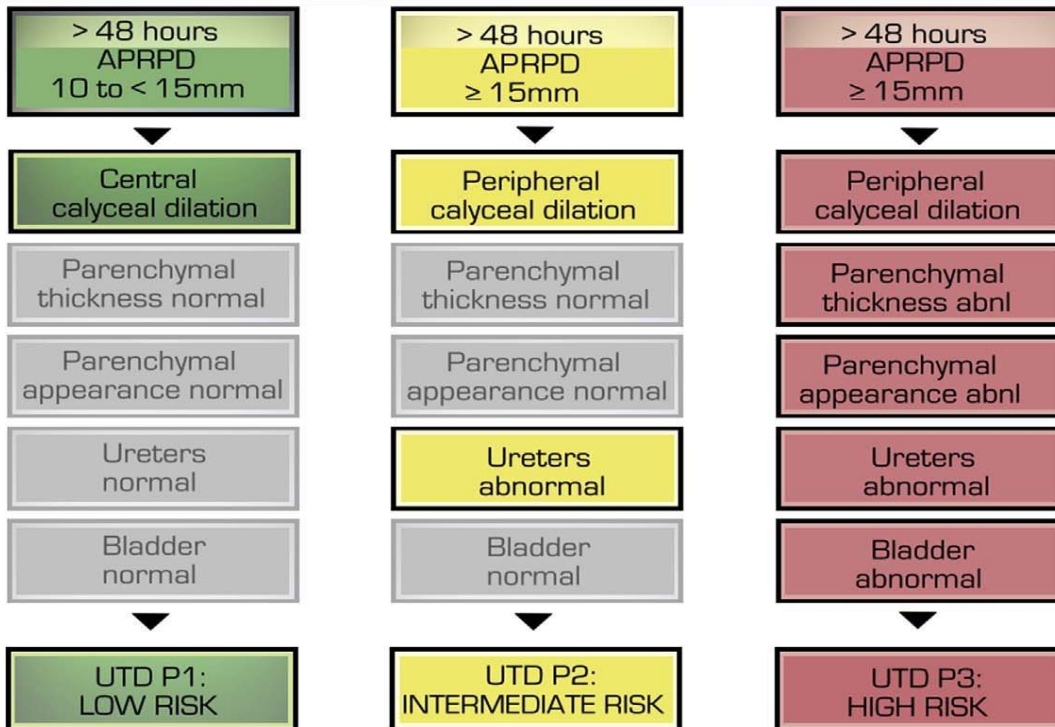 > 48 hours
APRPD
10 to < 15mm
Central
calyceal dilation
Parenchymal
thickness normal
Parenchymal
appearance normal
Ureters
normal
Bladder
normal
UTD P1:
LOW RISK
> 48 hours
APRPD
≥ 15mm
Peripheral
calyceal dilation
Parenchymal
thickness normal
Parenchymal
appearance normal
Ureters
abnormal
Bladder
normal
UTD P2:
INTERMEDIATE RISK
> 48 hours
APRPD
≥ 15mm
Peripheral
calyceal dilation
Parenchymal
thickness abnl
Parenchymal
appearance abnl
Ureters
abnormal
Bladder
abnormal
UTD P3:
HIGH RISK